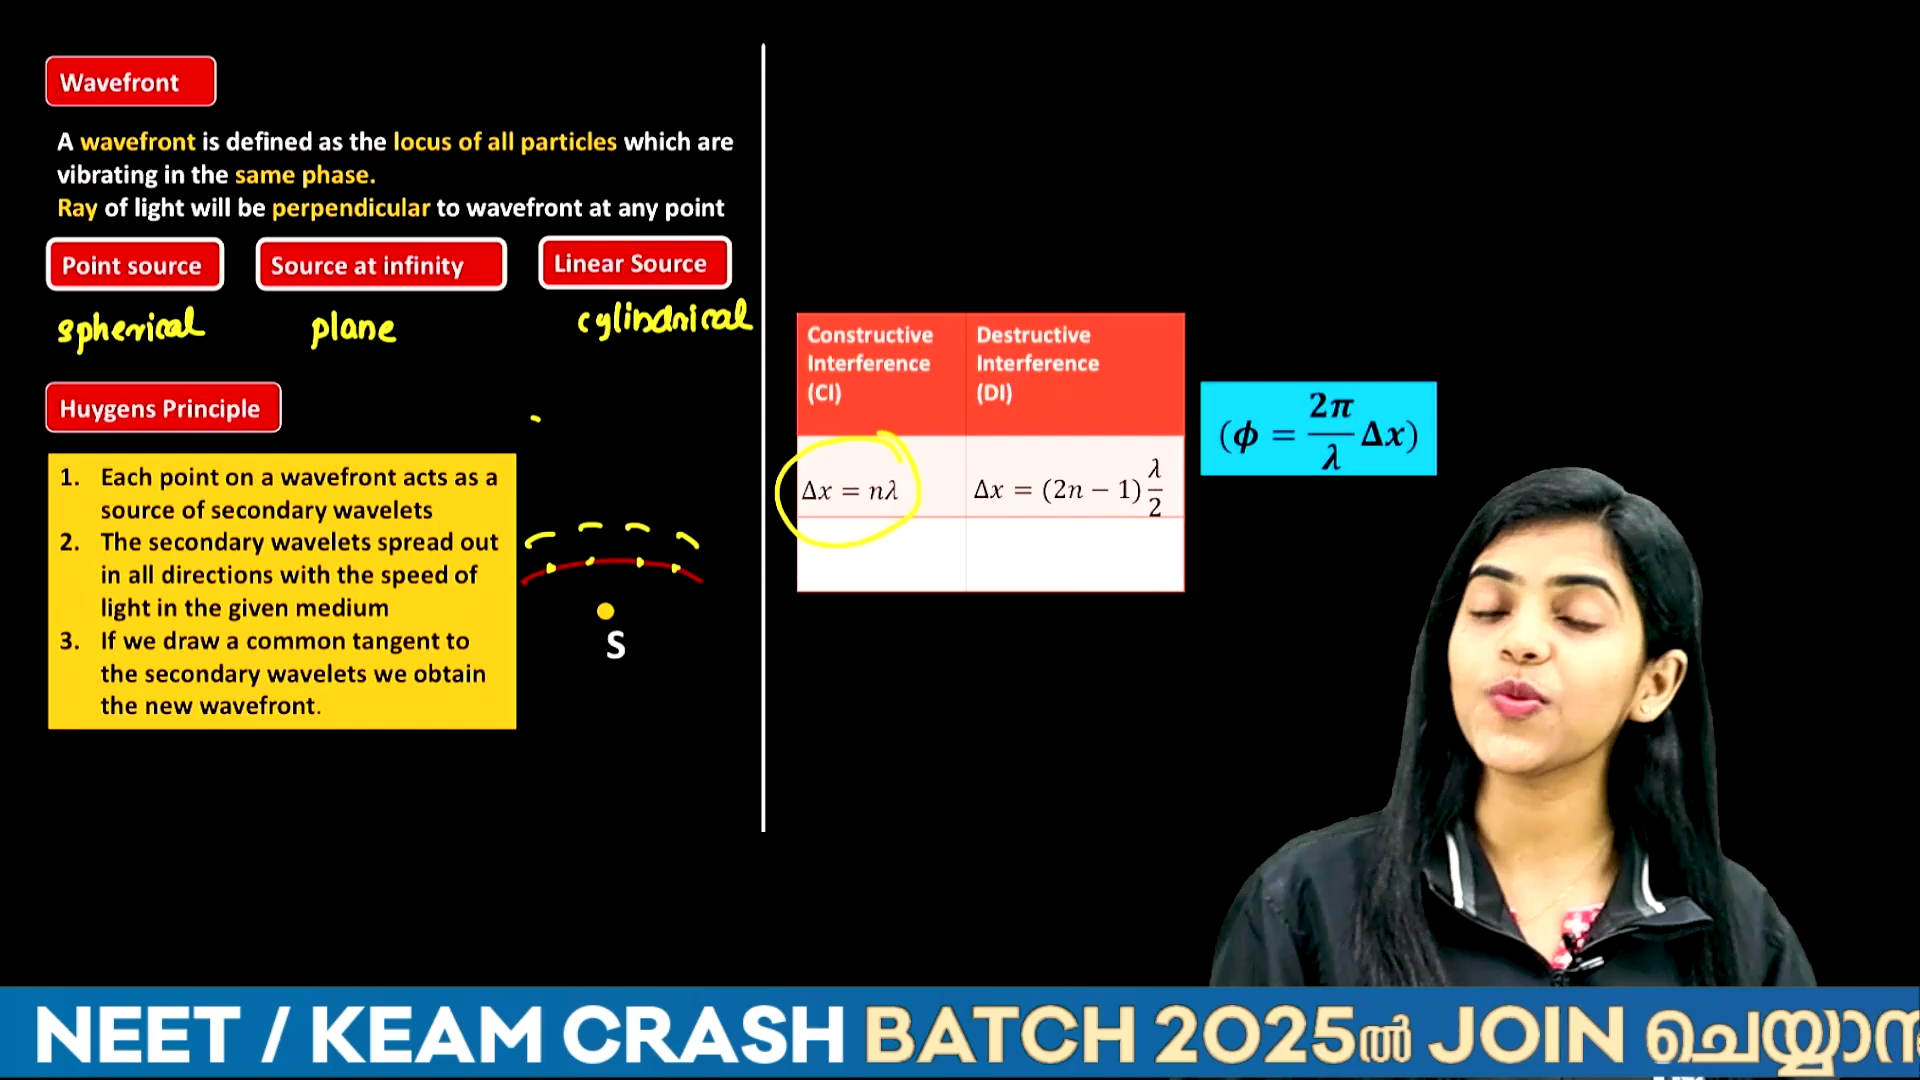 Wavefront
A wavefront is defined as the locus of all particles which are
vibrating in the same phase.
Ray of light will be perpendicular to wavefront at any point
Point source
Source at infinity
Linear Source
spherical
plane
cylindrical
Huygens Principle
1. Each point on a wavefront acts as a
source of secondary wavelets
2. The secondary wavelets spread out
in all directions with the speed of
light in the given medium
3. If we draw a common tangent to
the secondary wavelets we obtain
the new wavefront.
S
Constructive
Interference
(CI)
Destructive
Interference
(DI)
Δx = nλ
Δx = (2n − 1) λ/2
(ϕ = 2π/λ Δx)
NEET / KEAM CRASH BATCH 2025ൽ JOIN ചെയ്യാൻ